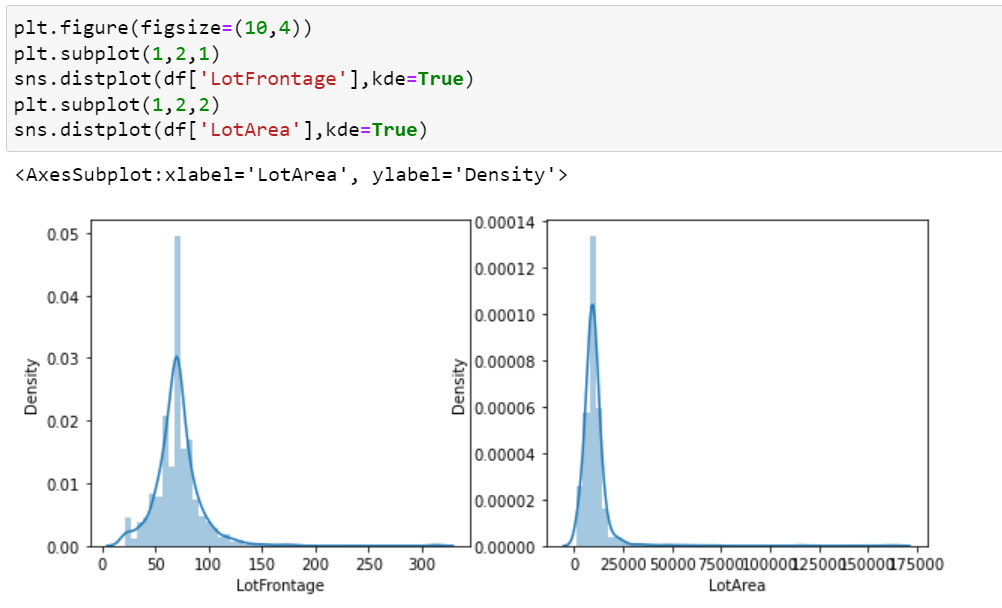 plt.figure(figsize=(10,4))
plt.subplot(1,2,1)
sns.distplot(df['LotFrontage'],kde=True)
plt.subplot(1,2,2)
sns.distplot(df['LotArea'],kde=True)
<AxesSubplot:xlabel='LotArea', ylabel='Density'>
0.05
0.04
0.03
0.02
0.01
0.00
Density
0 50 100 150 200 250 300
LotFrontage
0.00014
0.00012
0.00010
0.00008
0.00006
0.00004
0.00002
0.00000
Density
0 25000 50000 75000 100000 125000 150000 175000
LotArea